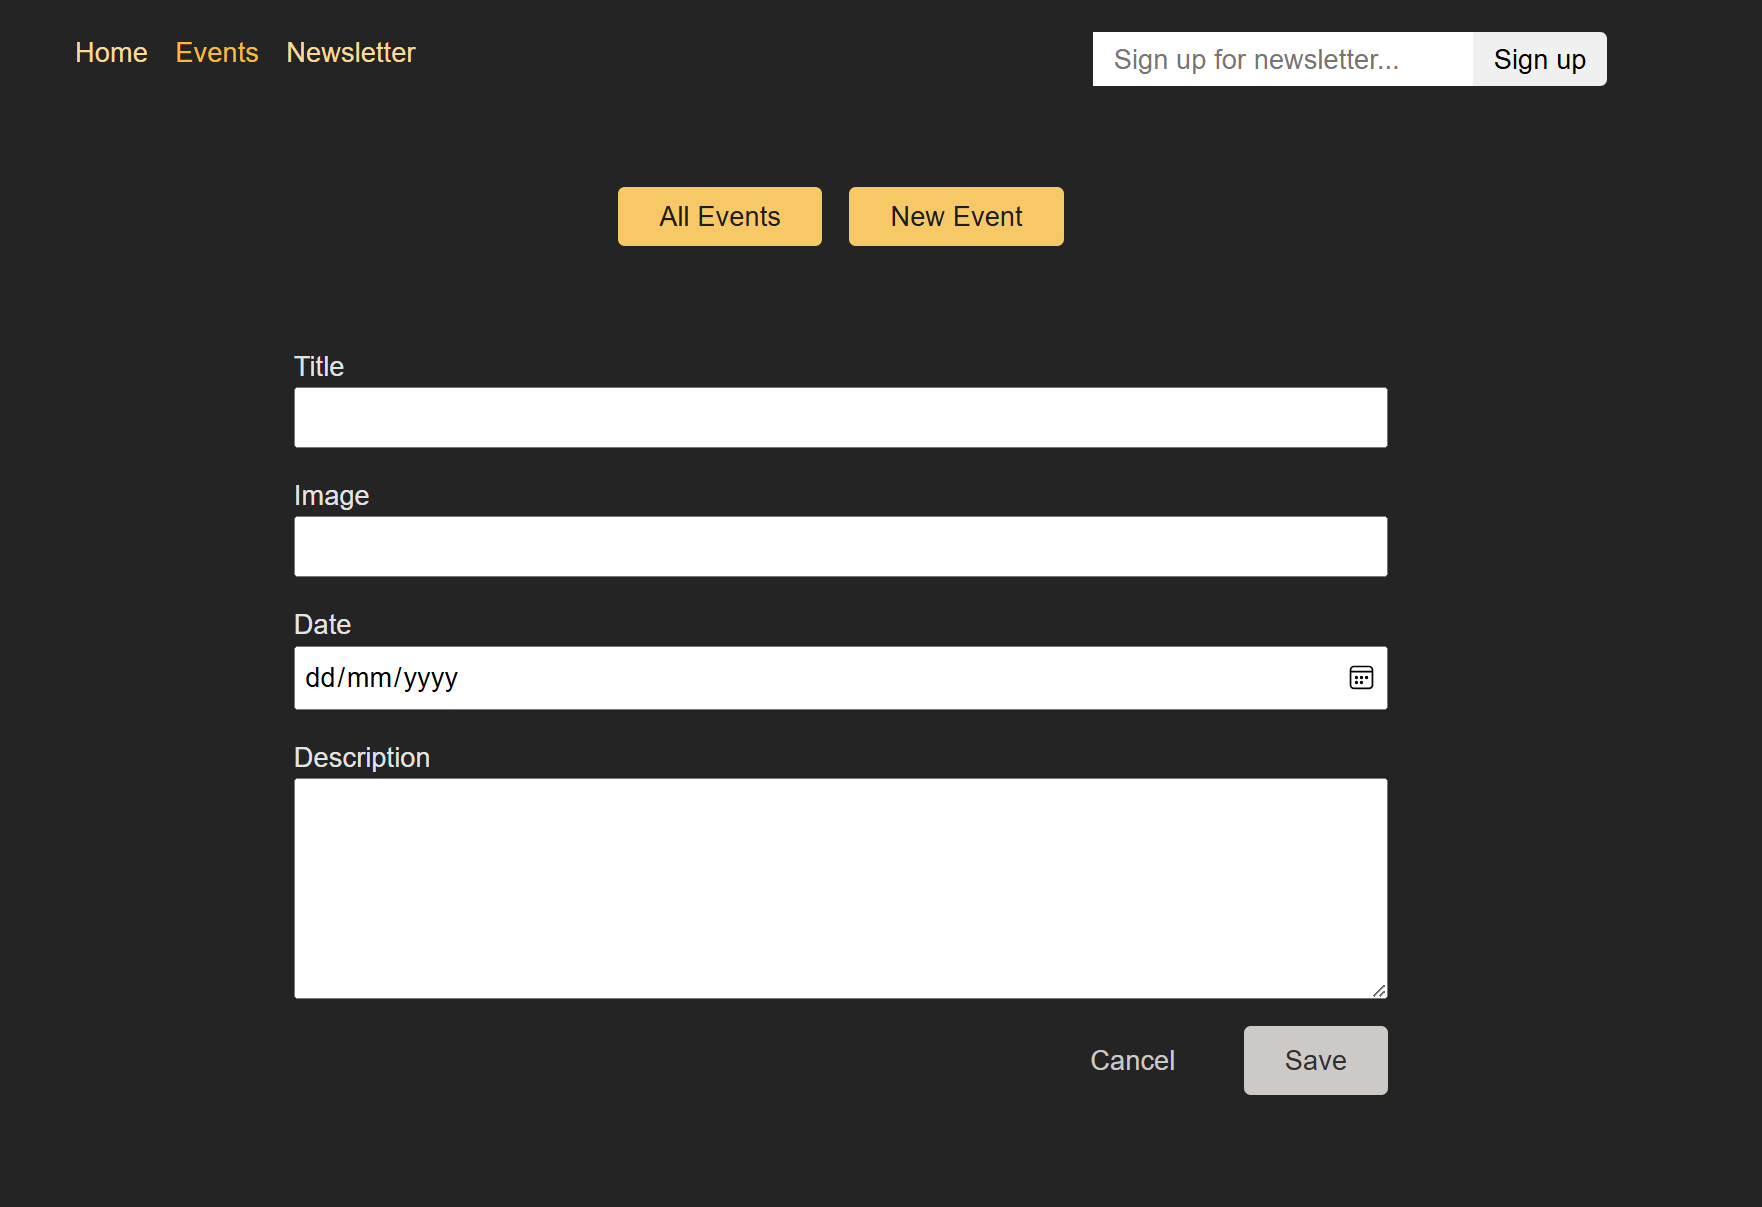 Home Events Newsletter
Sign up for newsletter... Sign up
All Events New Event
Title
Image
Date
dd/mm/yyyy
Description
Cancel Save